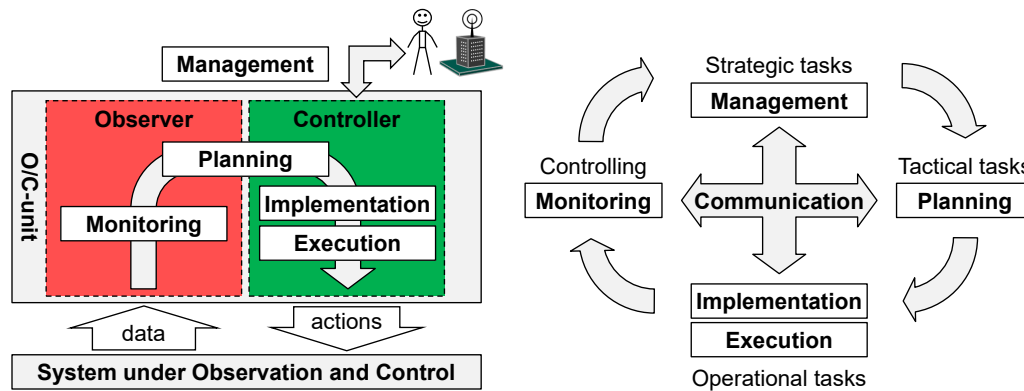 Management
O/C-unit
Observer
Controller
Planning
Monitoring
Implementation
Execution
data
actions
System under Observation and Control
Strategic tasks
Management
Controlling
Monitoring
Communication
Tactical tasks
Planning
Implementation
Execution
Operational tasks